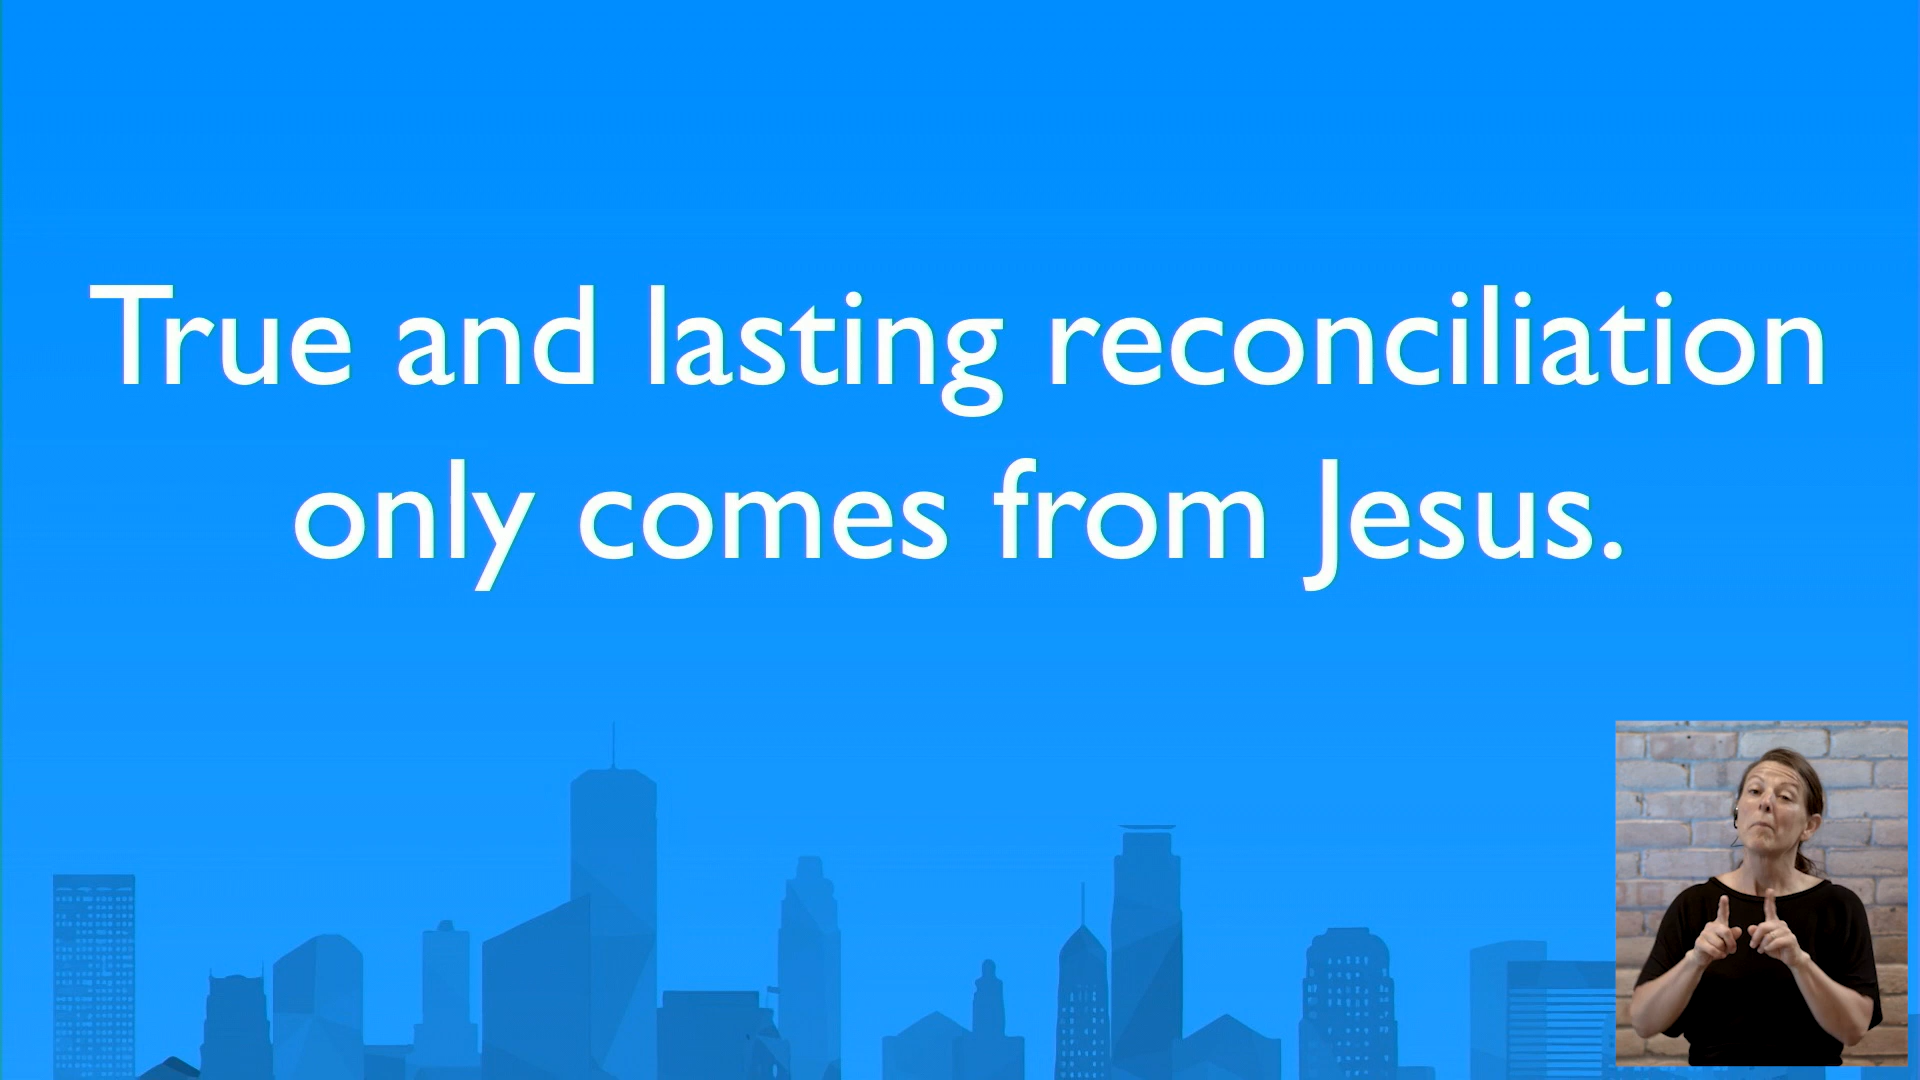 True and lasting reconciliation
only comes from Jesus.